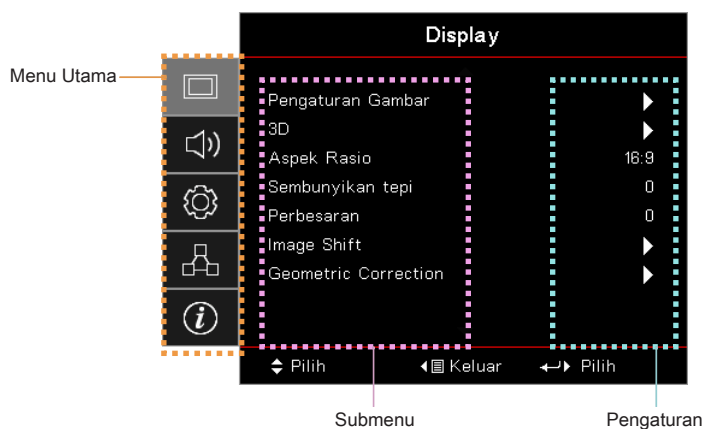 Display
Menu Utama
Pengaturan Gambar
3D
Aspek Rasio 16:9
Sembunyikan tepi 0
Perbesaran 0
Image Shift
Geometric Correction
Pilih Keluar Pilih
Submenu Pengaturan